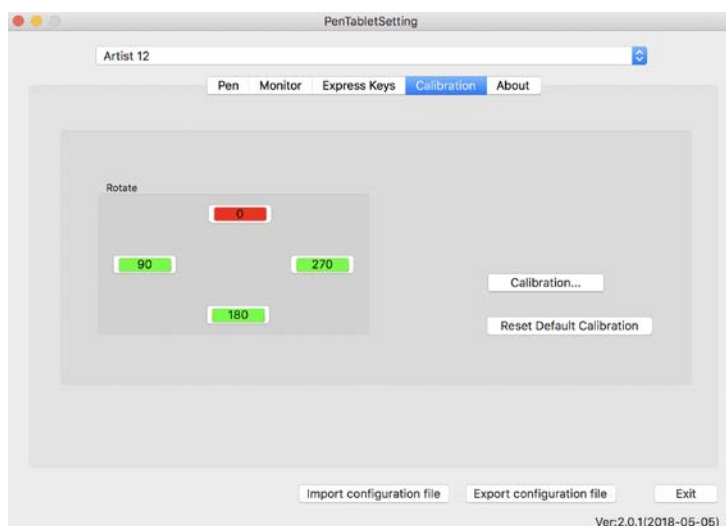 PenTabletSetting
Artist 12
Pen Monitor Express Keys Calibration About
Rotate
0
90 270
Calibration...
180
Reset Default Calibration
Import configuration file Export configuration file Exit
Ver:2.0.1(2018-05-06)